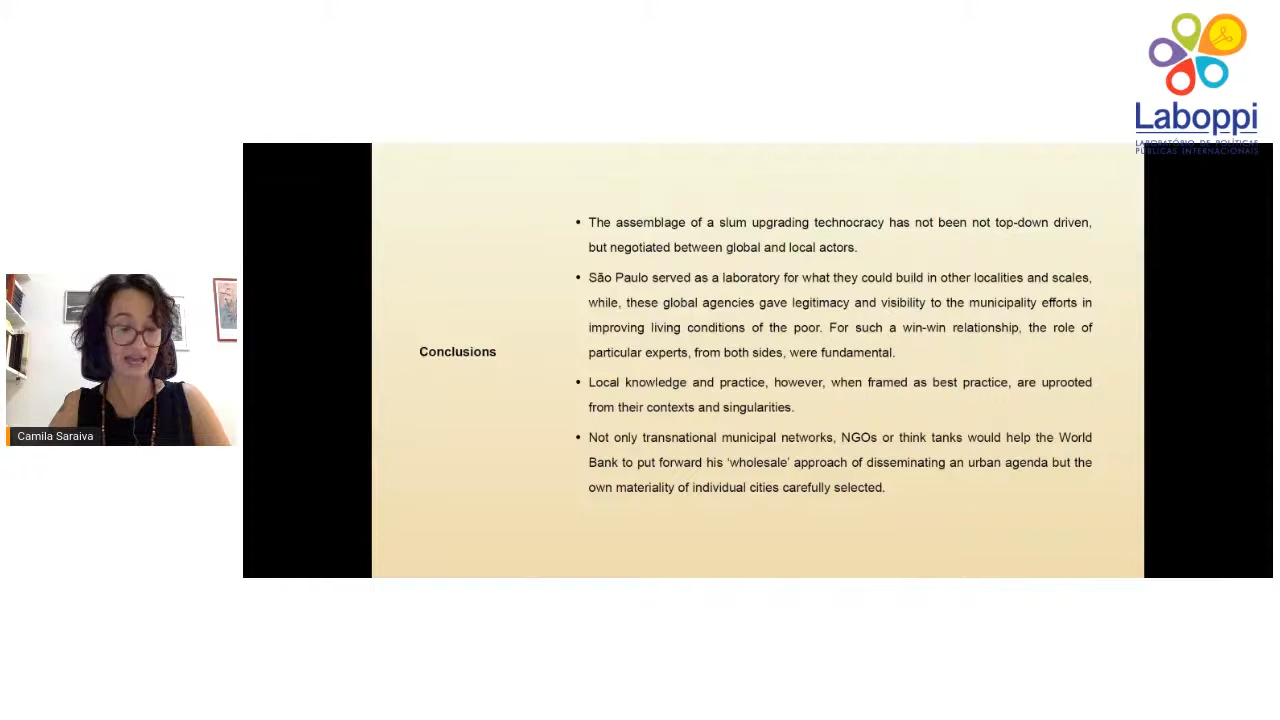 Laboppi
LABORATÓRIO DE POLÍTICAS
PÚBLICAS INTERNACIONAIS
Conclusions
• The assemblage of a slum upgrading technocracy has not been not top-down driven,
but negotiated between global and local actors.
• São Paulo served as a laboratory for what they could build in other localities and scales,
while, these global agencies gave legitimacy and visibility to the municipality efforts in
improving living conditions of the poor. For such a win-win relationship, the role of
particular experts, from both sides, were fundamental.
• Local knowledge and practice, however, when framed as best practice, are uprooted
from their contexts and singularities.
• Not only transnational municipal networks, NGOs or think tanks would help the World
Bank to put forward his ‘wholesale’ approach of disseminating an urban agenda but the
own materiality of individual cities carefully selected.
Camila Saraiva